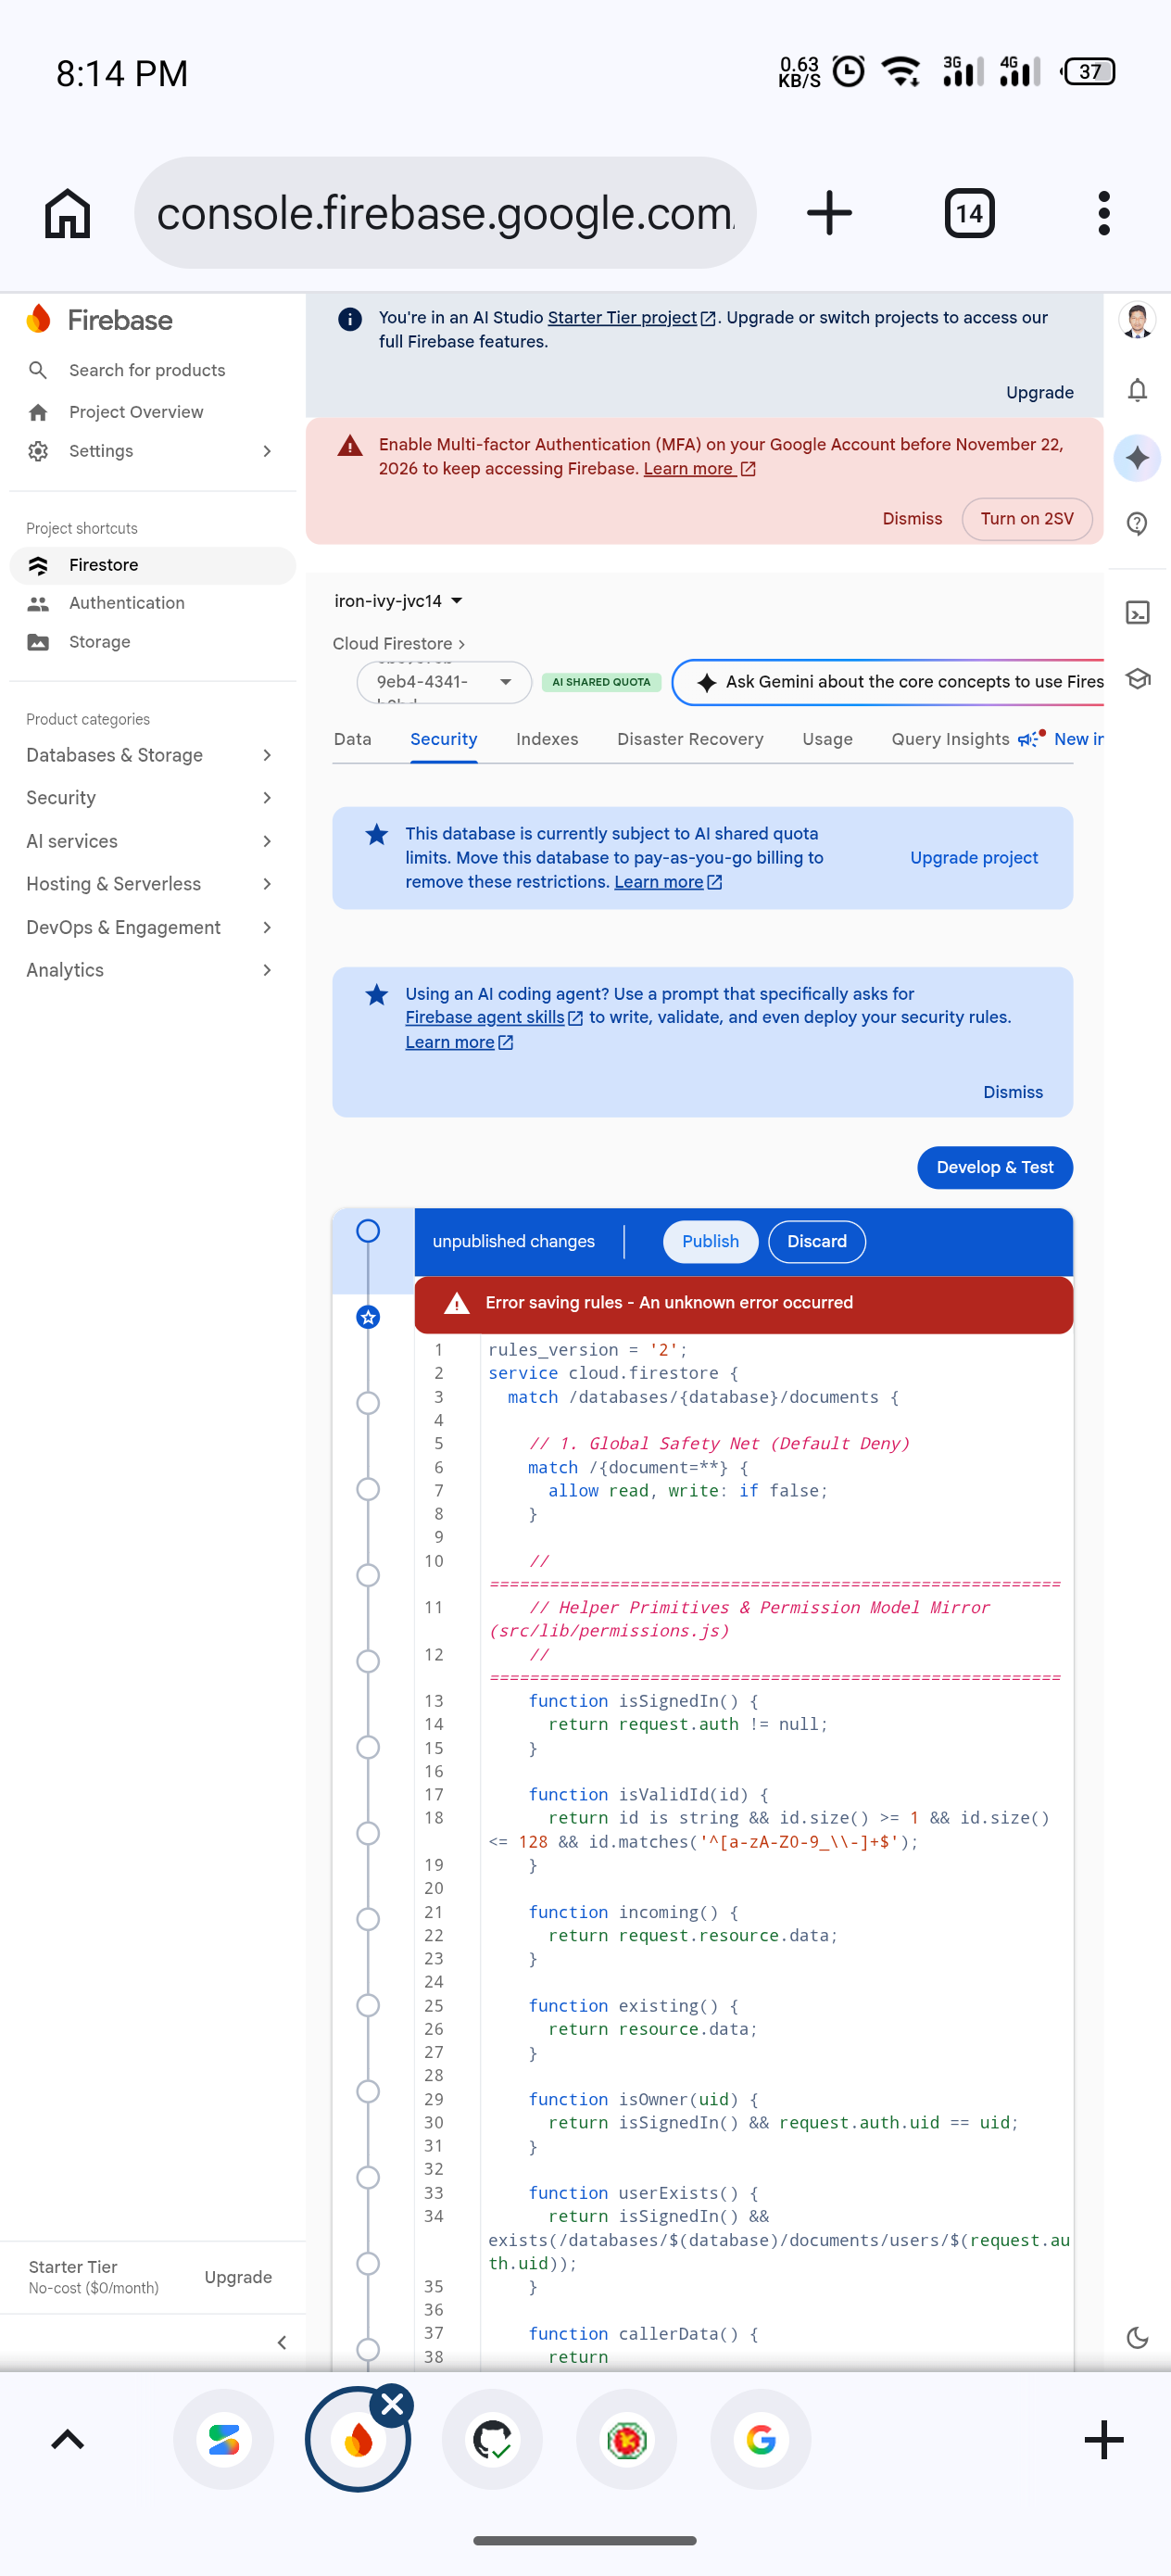 8:14 PM
0.63
KB/S
3G
4G
37
console.firebase.google.com
14
Firebase
Search for products
Project Overview
Settings
Project shortcuts
Firestore
Authentication
Storage
Product categories
Databases & Storage
Security
AI services
Hosting & Serverless
DevOps & Engagement
Analytics
Starter Tier
No-cost ($0/month)
Upgrade
You're in an AI Studio Starter Tier project. Upgrade or switch projects to access our
full Firebase features.
Upgrade
Enable Multi-factor Authentication (MFA) on your Google Account before November 22,
2026 to keep accessing Firebase. Learn more
Dismiss
Turn on 2SV
iron-ivy-jvc14
Cloud Firestore
9eb4-4341-
AI SHARED QUOTA
Ask Gemini about the core concepts to use Fires
Data
Security
Indexes
Disaster Recovery
Usage
Query Insights
New in
This database is currently subject to AI shared quota
limits. Move this database to pay-as-you-go billing to
remove these restrictions. Learn more
Upgrade project
Using an AI coding agent? Use a prompt that specifically asks for
Firebase agent skills to write, validate, and even deploy your security rules.
Learn more
Dismiss
Develop & Test
unpublished changes
Publish
Discard
Error saving rules - An unknown error occurred
1 rules_version = '2';
2 service cloud.firestore {
3 match /databases/{database}/documents {
4
5 // 1. Global Safety Net (Default Deny)
6 match /{document=**} {
7 allow read, write: if false;
8 }
9
10 //
=========================================================
11 // Helper Primitives & Permission Model Mirror
(src/lib/permissions.js)
12 //
=========================================================
13 function isSignedIn() {
14 return request.auth != null;
15 }
16
17 function isValidId(id) {
18 return id is string && id.size() >= 1 && id.size()
<= 128 && id.matches('^[a-zA-Z0-9_\\-]+$');
19 }
20
21 function incoming() {
22 return request.resource.data;
23 }
24
25 function existing() {
26 return resource.data;
27 }
28
29 function isOwner(uid) {
30 return isSignedIn() && request.auth.uid == uid;
31 }
32
33 function userExists() {
34 return isSignedIn() &&
exists(/databases/$(database)/documents/users/$(request.au
th.uid));
35 }
36
37 function callerData() {
38 return